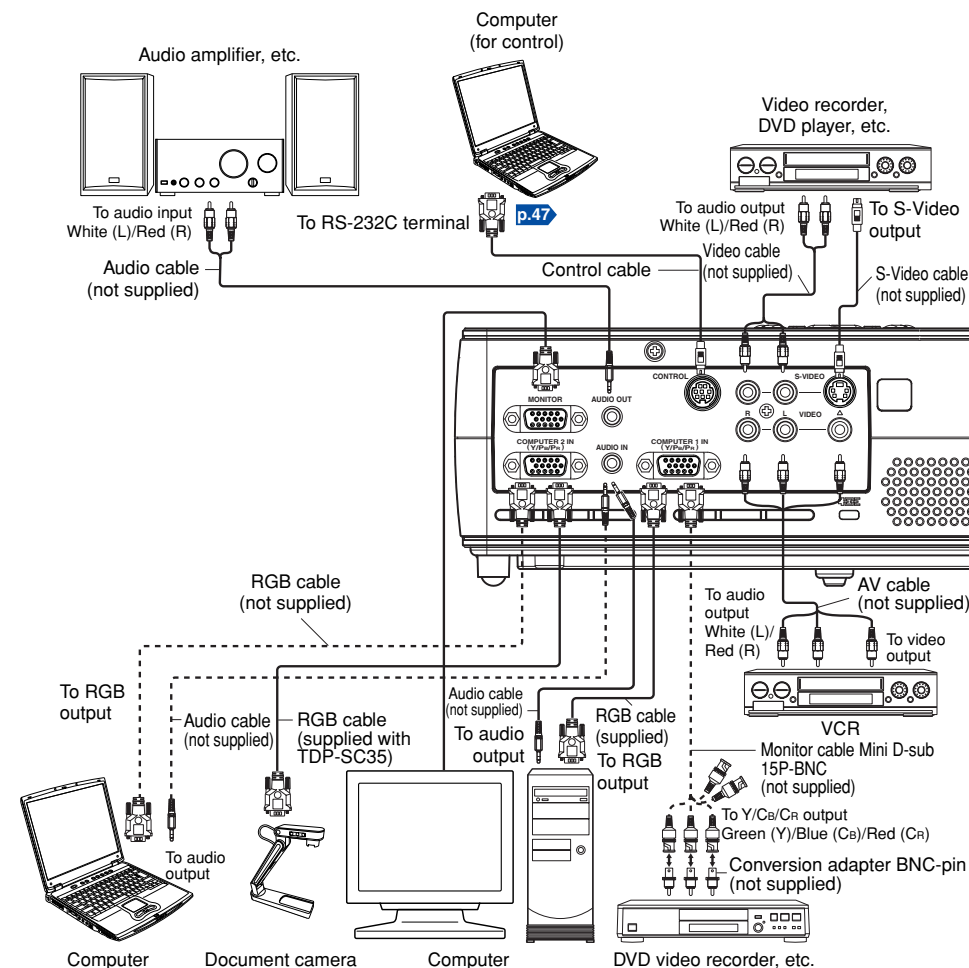 Computer
(for control)
Audio amplifier, etc.
Video recorder,
DVD player, etc.
To audio input
White (L)/Red (R)
To RS-232C terminal
p.47
To audio output
White (L)/Red (R)
To S-Video
output
Audio cable
(not supplied)
Control cable
Video cable
(not supplied)
S-Video cable
(not supplied)
CONTROL
S-VIDEO
MONITOR
AUDIO OUT
R
L
VIDEO
COMPUTER 2 IN
(Y/PB/PR)
AUDIO IN
COMPUTER 1 IN
(Y/PB/PR)
RGB cable
(not supplied)
To audio
output
White (L)/
Red (R)
AV cable
(not supplied)
To video
output
To RGB
output
Audio cable
(not supplied)
RGB cable
(supplied with
TDP-SC35)
Audio cable
(not supplied)
To audio
output
RGB cable
(supplied)
To RGB
output
VCR
Monitor cable Mini D-sub
15P-BNC
(not supplied)
To Y/CB/CR output
Green (Y)/Blue (CB)/Red (CR)
To audio
output
Conversion adapter BNC-pin
(not supplied)
Computer
Document camera
Computer
DVD video recorder, etc.